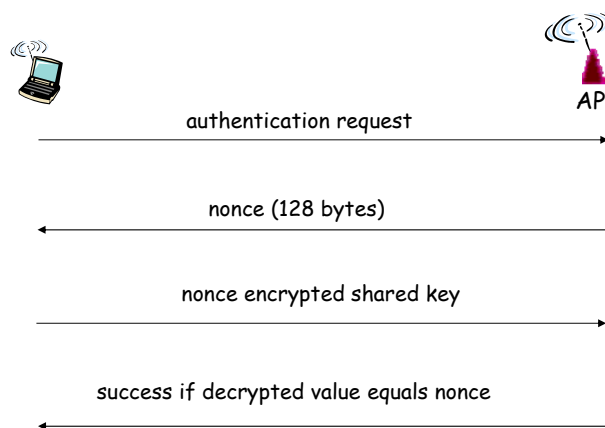 AP
authentication request
nonce (128 bytes)
nonce encrypted shared key
success if decrypted value equals nonce